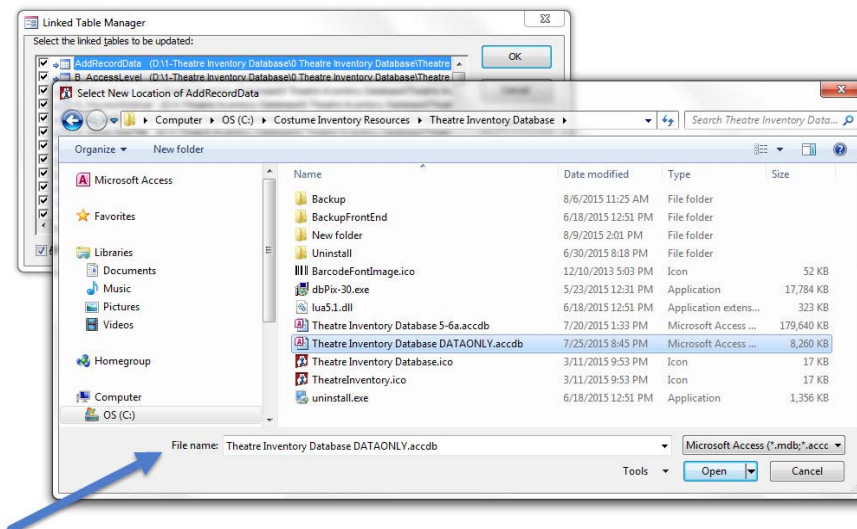 Linked Table Manager
Select the linked tables to be updated:
AddRecordData (D:\1-Theatre Inventory Database\0 Theatre Inventory Database\Theatre
OK
B_AccessLevel (D:\1-Theatre Inventory Database\0 Theatre Inventory Database\Theatre
Select New Location of AddRecordData
Computer ▸ OS (C:) ▸ Costume Inventory Resources ▸ Theatre Inventory Database ▸
Search Theatre Inventory Data...
Organize ▾ New folder
Microsoft Access
Favorites
Libraries
Documents
Music
Pictures
Videos
Homegroup
Computer
OS (C:)
Name Date modified Type Size
Backup 8/6/2015 11:25 AM File folder
BackupFrontEnd 6/18/2015 12:51 PM File folder
New folder 8/9/2015 2:01 PM File folder
Uninstall 6/30/2015 8:18 PM File folder
BarcodeFontImage.ico 12/10/2013 5:03 PM Icon 52 KB
dbPix-30.exe 5/23/2015 12:31 PM Application 17,784 KB
lua5.1.dll 6/18/2015 12:51 PM Application extens... 323 KB
Theatre Inventory Database 5-6a.accdb 7/20/2015 1:33 PM Microsoft Access ... 179,640 KB
Theatre Inventory Database DATAONLY.accdb 7/25/2015 8:45 PM Microsoft Access ... 8,260 KB
Theatre Inventory Database.ico 3/11/2015 9:53 PM Icon 17 KB
TheatreInventory.ico 3/11/2015 9:53 PM Icon 17 KB
uninstall.exe 6/18/2015 12:51 PM Application 1,356 KB
File name: Theatre Inventory Database DATAONLY.accdb
Microsoft Access (*.mdb;*.accc
Tools ▾ Open Cancel